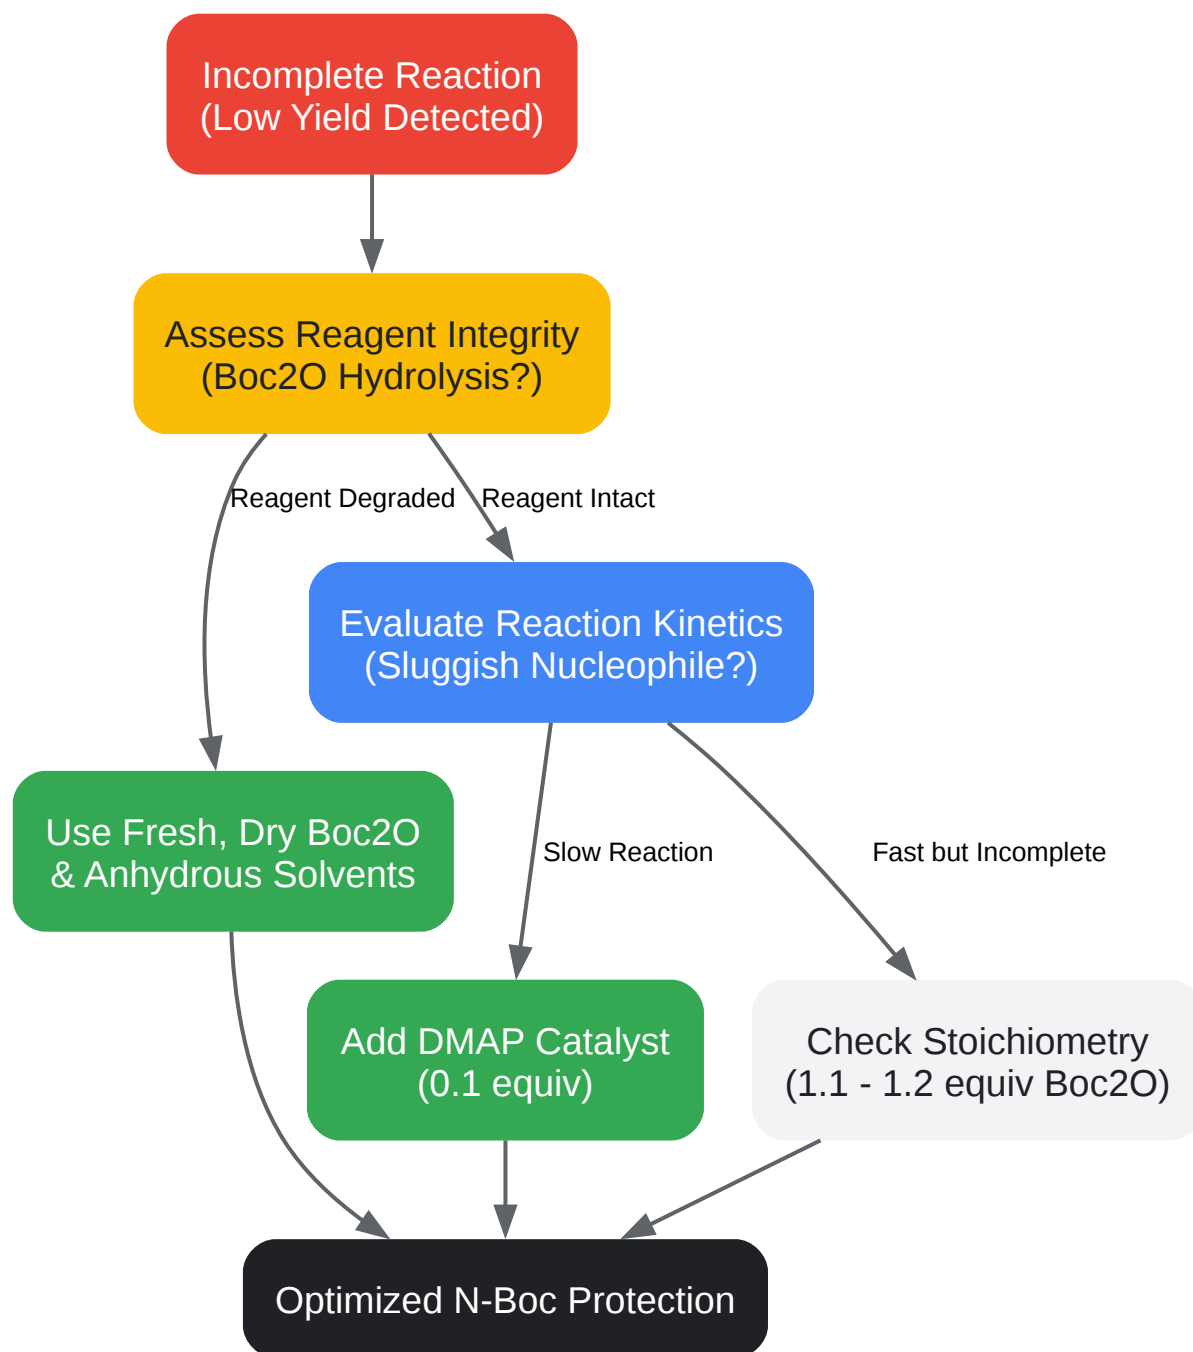 Incomplete Reaction
(Low Yield Detected)
Assess Reagent Integrity
(Boc2O Hydrolysis?)
Reagent Degraded
Reagent Intact
Evaluate Reaction Kinetics
(Sluggish Nucleophile?)
Use Fresh, Dry Boc2O
& Anhydrous Solvents
Slow Reaction
Fast but Incomplete
Add DMAP Catalyst
(0.1 equiv)
Check Stoichiometry
(1.1 - 1.2 equiv Boc2O)
Optimized N-Boc Protection